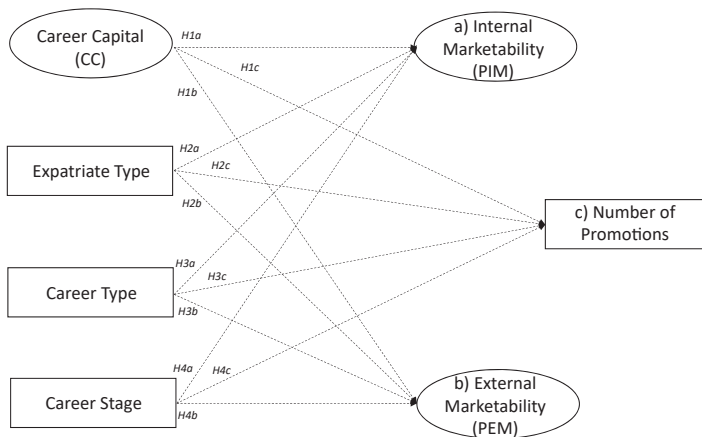 Career Capital
(CC)
H1a
H1c
H1b
a) Internal
Marketability
(PIM)
Expatriate Type
H2a
H2c
H2b
c) Number of
Promotions
Career Type
H3a
H3c
H3b
Career Stage
H4a
H4c
H4b
b) External
Marketability
(PEM)